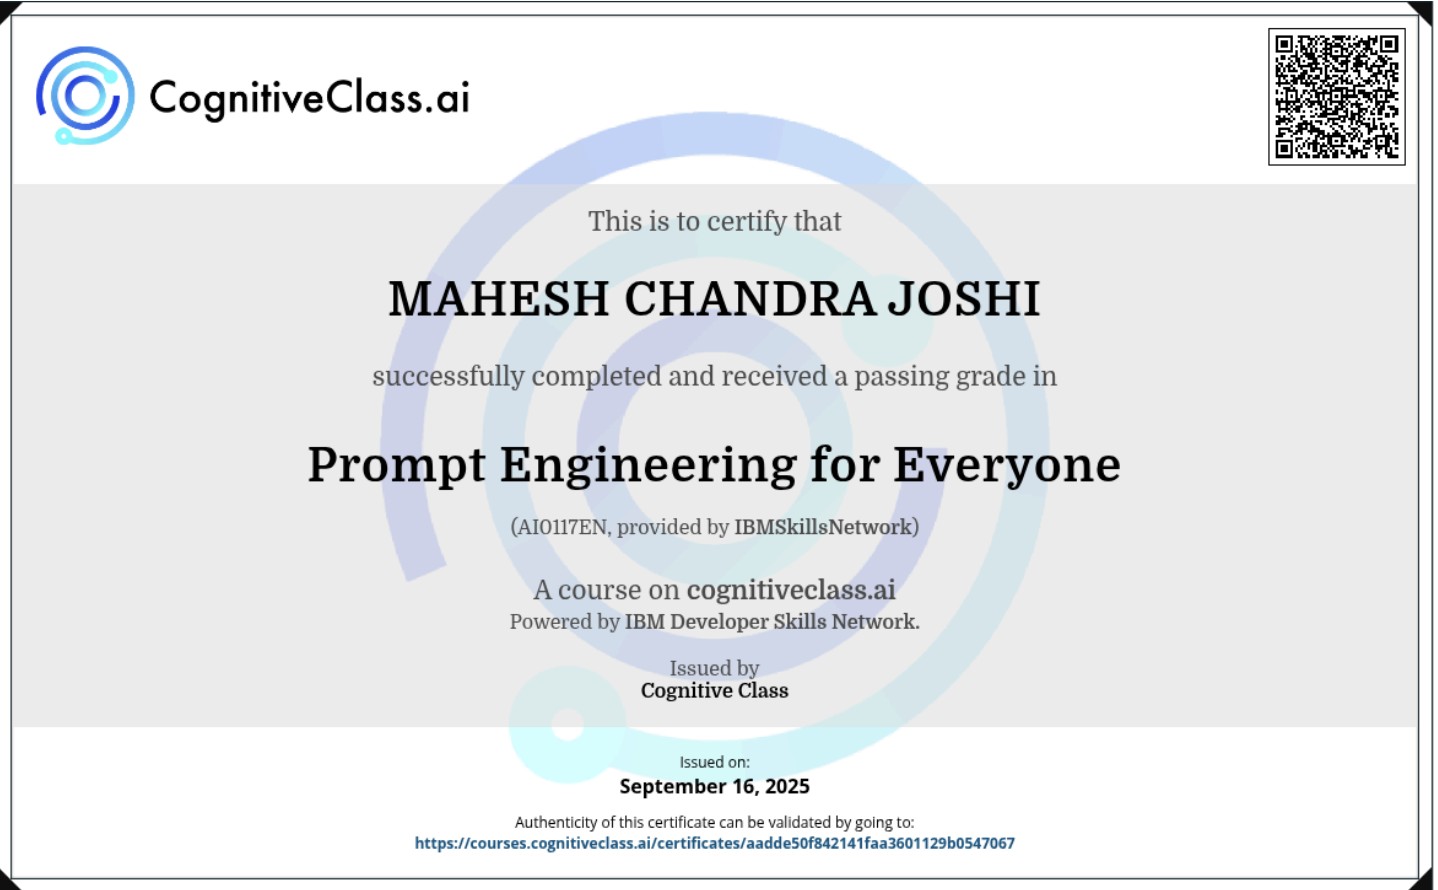 CognitiveClass.ai
This is to certify that
MAHESH CHANDRA JOSHI
successfully completed and received a passing grade in
Prompt Engineering for Everyone
(AI0117EN, provided by IBMSkillsNetwork)
A course on cognitiveclass.ai
Powered by IBM Developer Skills Network.
Issued by
Cognitive Class
Issued on:
September 16, 2025
Authenticity of this certificate can be validated by going to:
https://courses.cognitiveclass.ai/certificates/aadde50f842141faa3601129b0547067